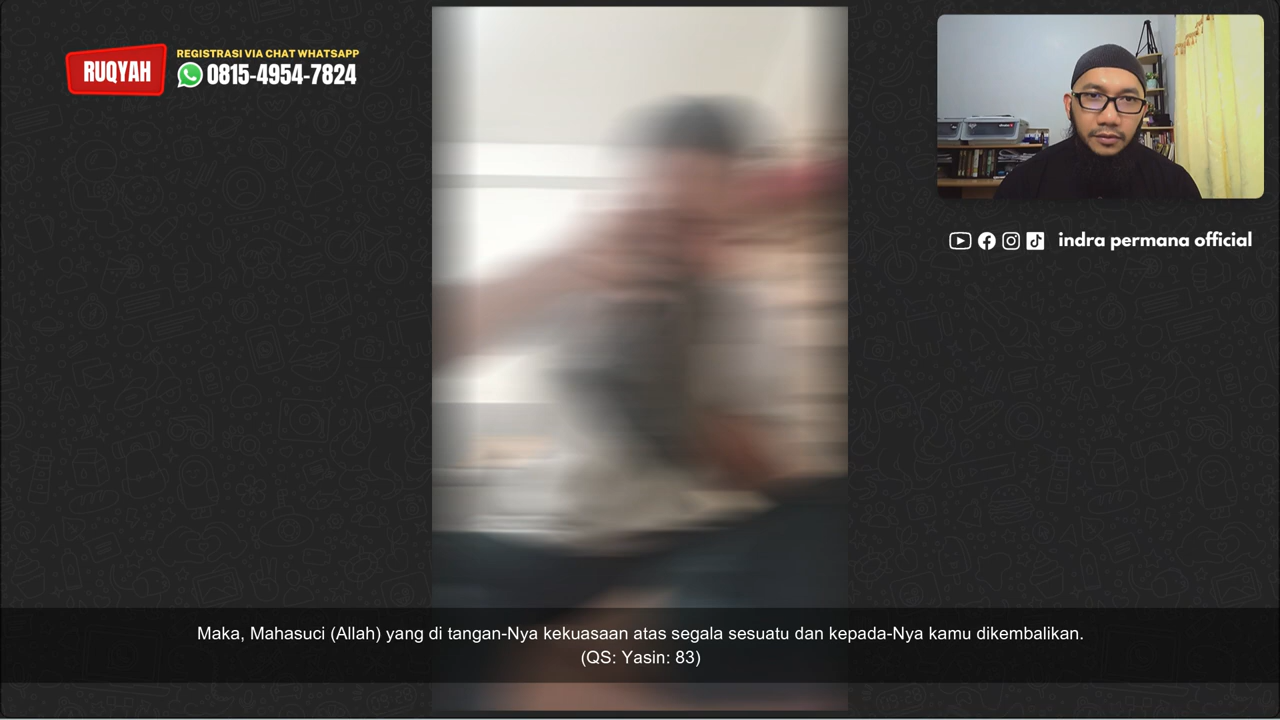 RUQYAH
REGISTRASI VIA CHAT WHATSAPP
0815-4954-7824
indra permana official
Maka, Mahasuci (Allah) yang di tangan-Nya kekuasaan atas segala sesuatu dan kepada-Nya kamu dikembalikan.
(QS: Yasin: 83)